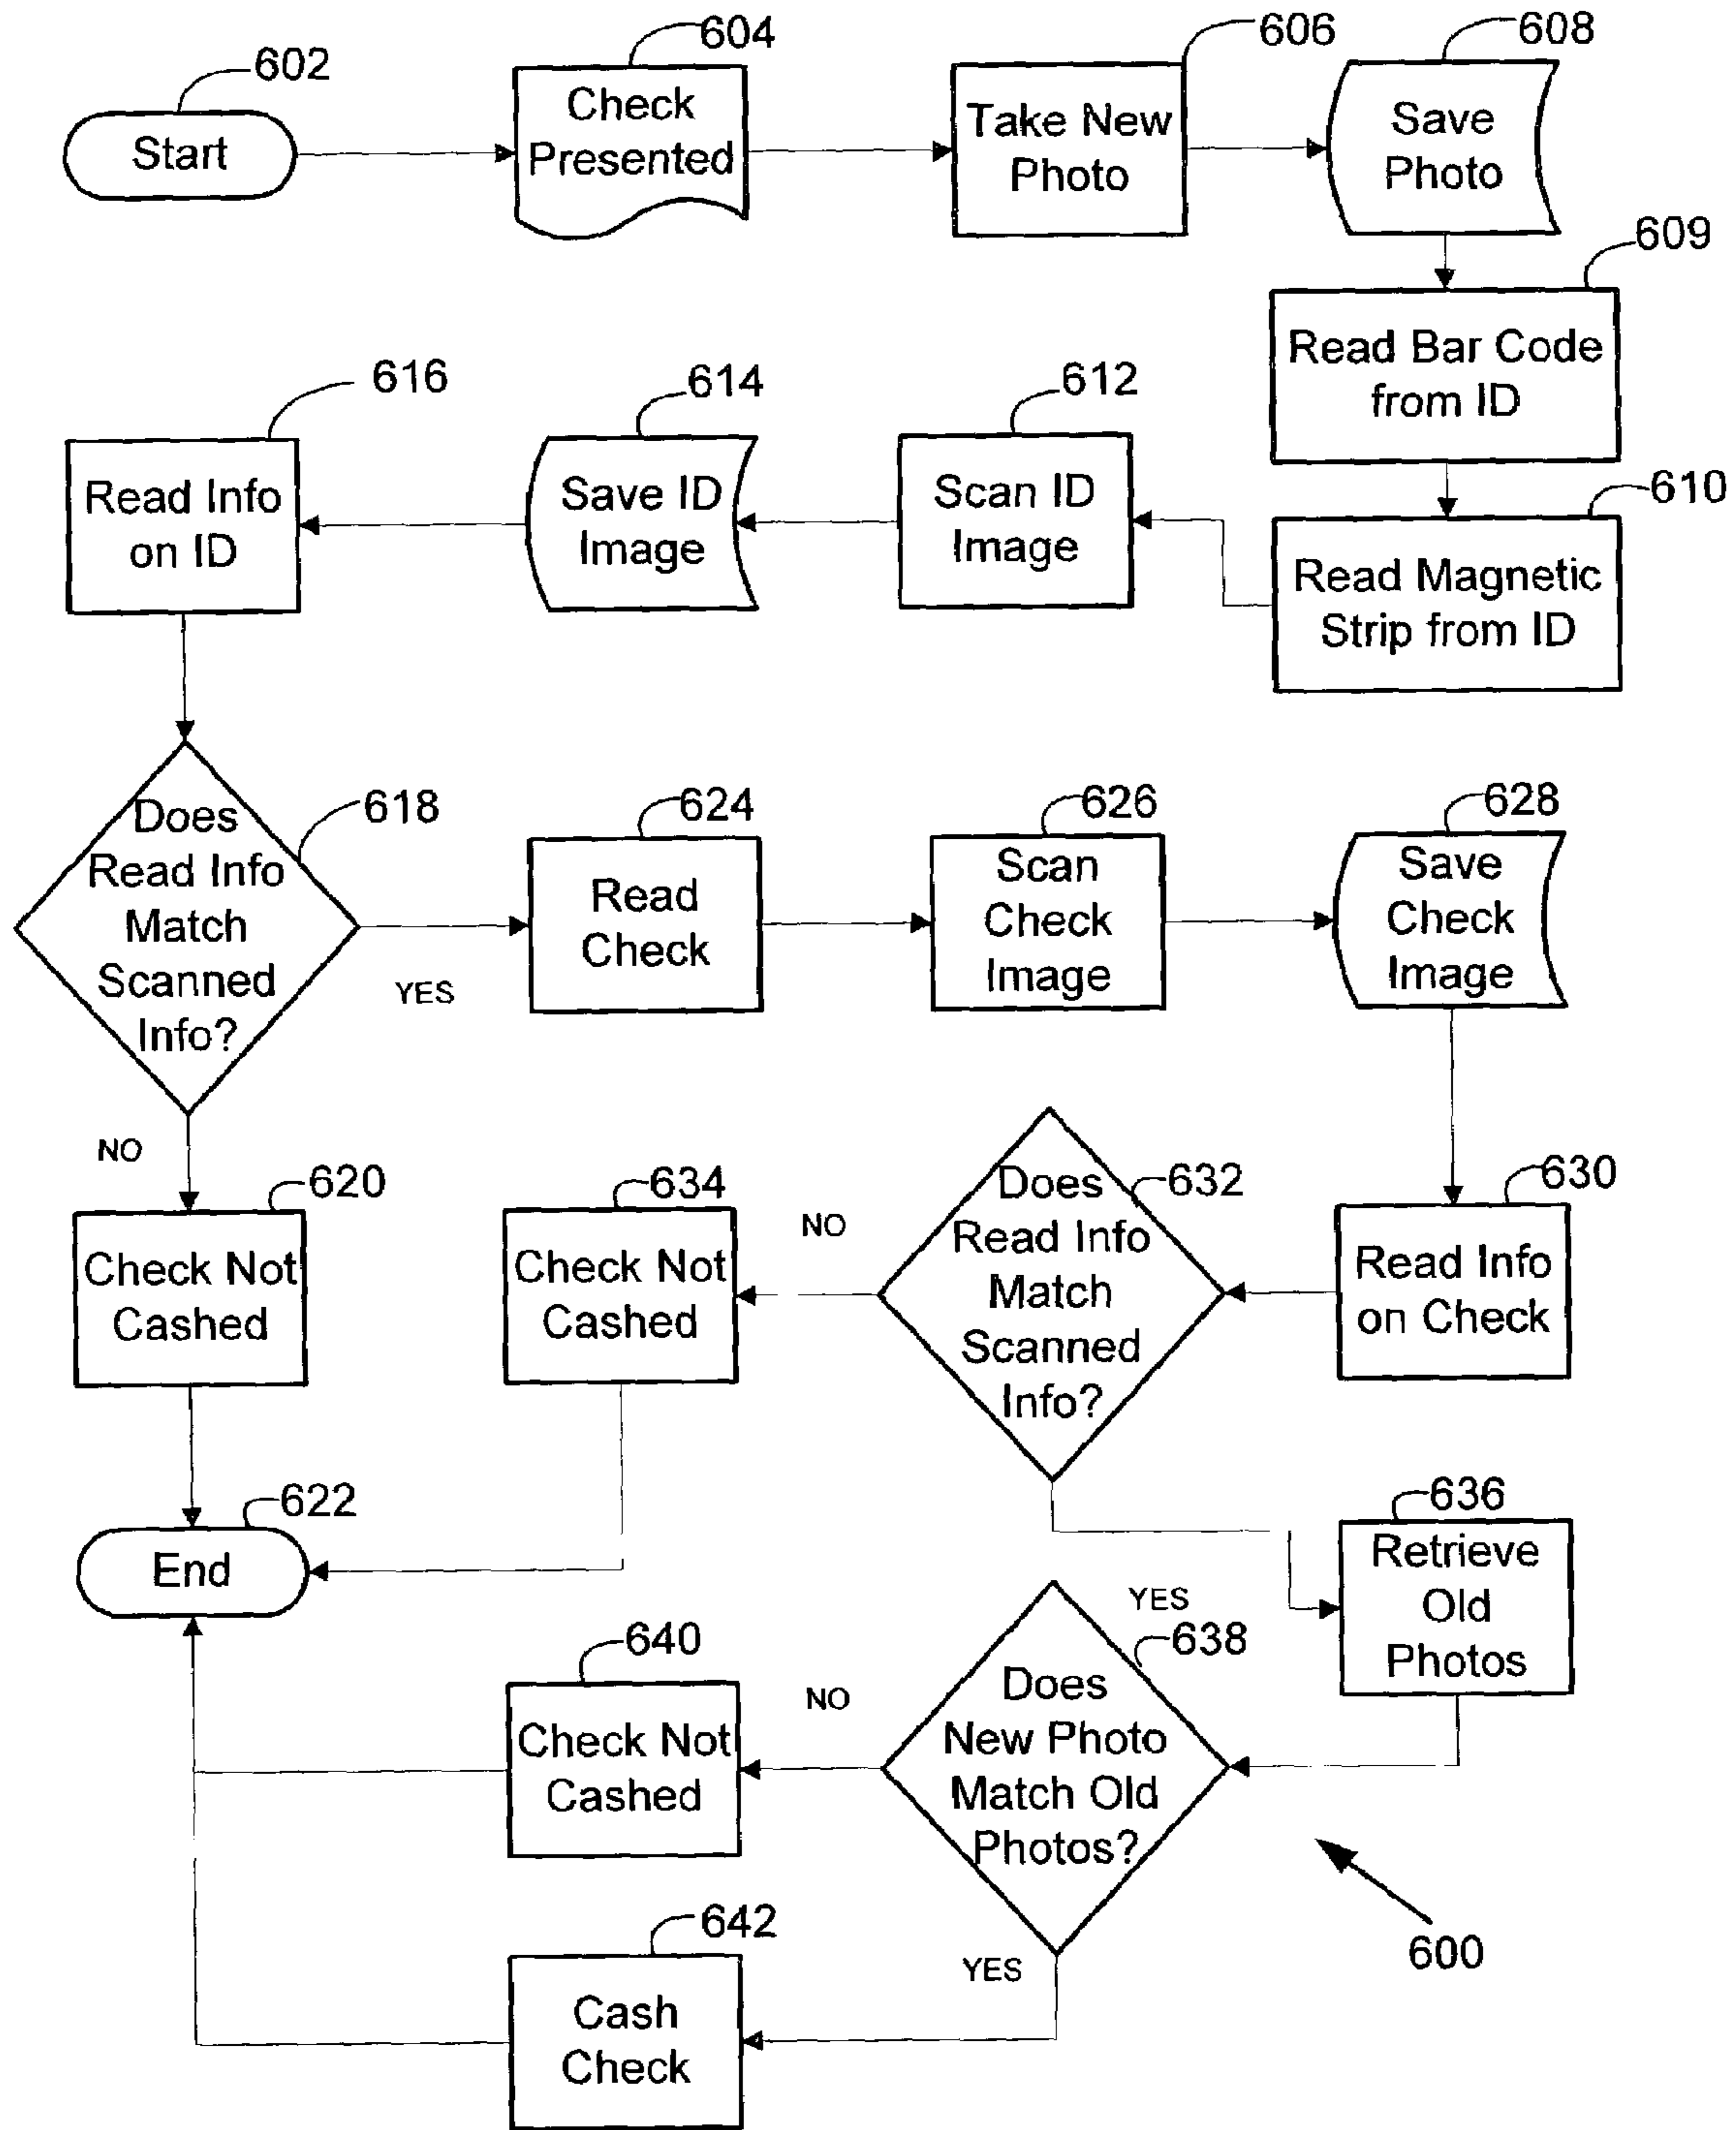 602
Start
604
Check
Presented
606
Take New
Photo
608
Save
Photo
609
Read Bar Code
from ID
610
Read Magnetic
Strip from ID
612
Scan ID
Image
614
Save ID
Image
616
Read Info
on ID
618
Does
Read Info
Match
Scanned
Info?
YES
NO
620
Check Not
Cashed
622
End
624
Read
Check
626
Scan
Check
Image
628
Save
Check
Image
630
Read Info
on Check
632
Does
Read Info
Match
Scanned
Info?
NO
634
Check Not
Cashed
YES
636
Retrieve
Old
Photos
638
Does
New Photo
Match Old
Photos?
NO
640
Check Not
Cashed
YES
642
Cash
Check
600